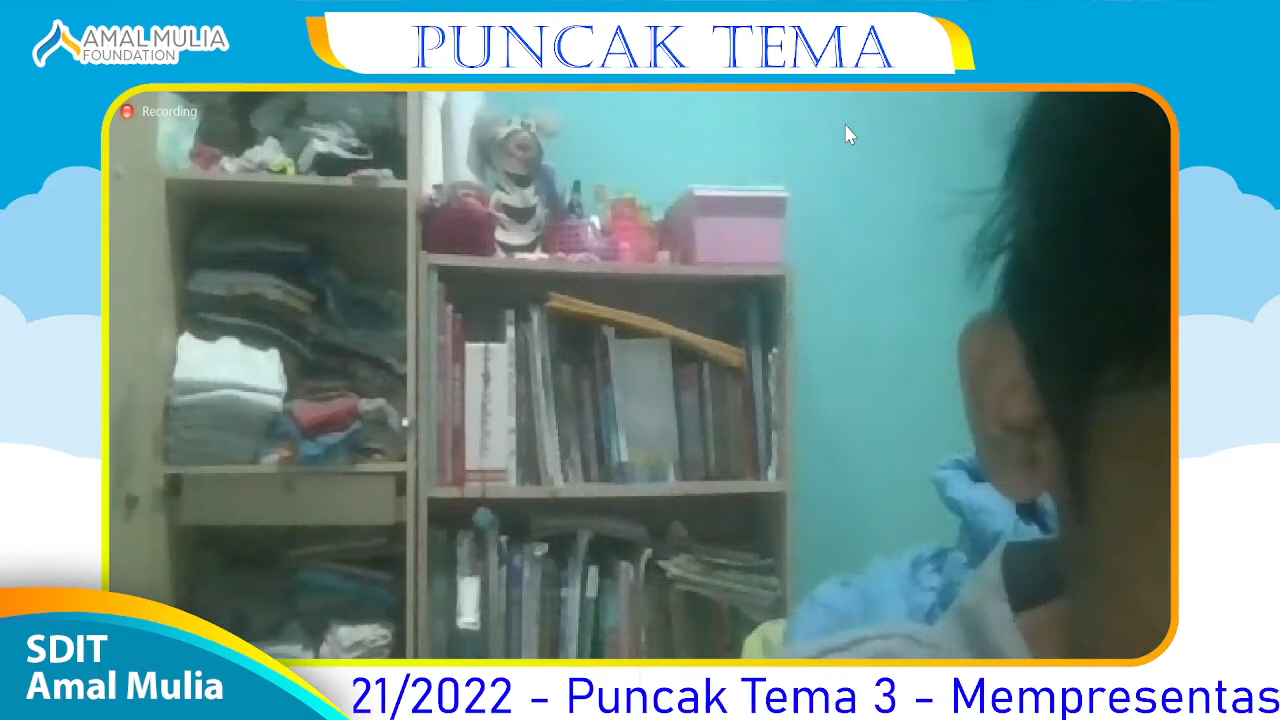 AMAL MULIA
FOUNDATION
PUNCAK TEMA
Recording
SDIT
Amal Mulia
21/2022 - Puncak Tema 3 - Mempresentas